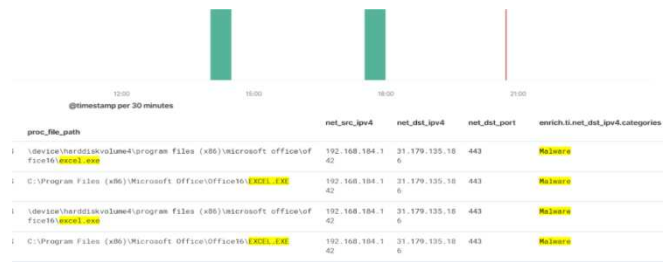 12:00 15:00 18:00 21:00
@timestamp per 30 minutes
proc_file_path net_src_ipv4 net_dst_ipv4 net_dst_port enrich.ti.net_dst_ipv4.categories
\device\harddiskvolume4\program files (x86)\microsoft office\of 192.168.184.1 31.179.135.18 443 Malware
fice16\excel.exe 42 6
C:\Program Files (x86)\Microsoft Office\Office16\EXCEL.EXE 192.168.184.1 31.179.135.18 443 Malware
42 6
\device\harddiskvolume4\program files (x86)\microsoft office\of 192.168.184.1 31.179.135.18 443 Malware
fice16\excel.exe 42 6
C:\Program Files (x86)\Microsoft Office\Office16\EXCEL.EXE 192.168.184.1 31.179.135.18 443 Malware
42 6